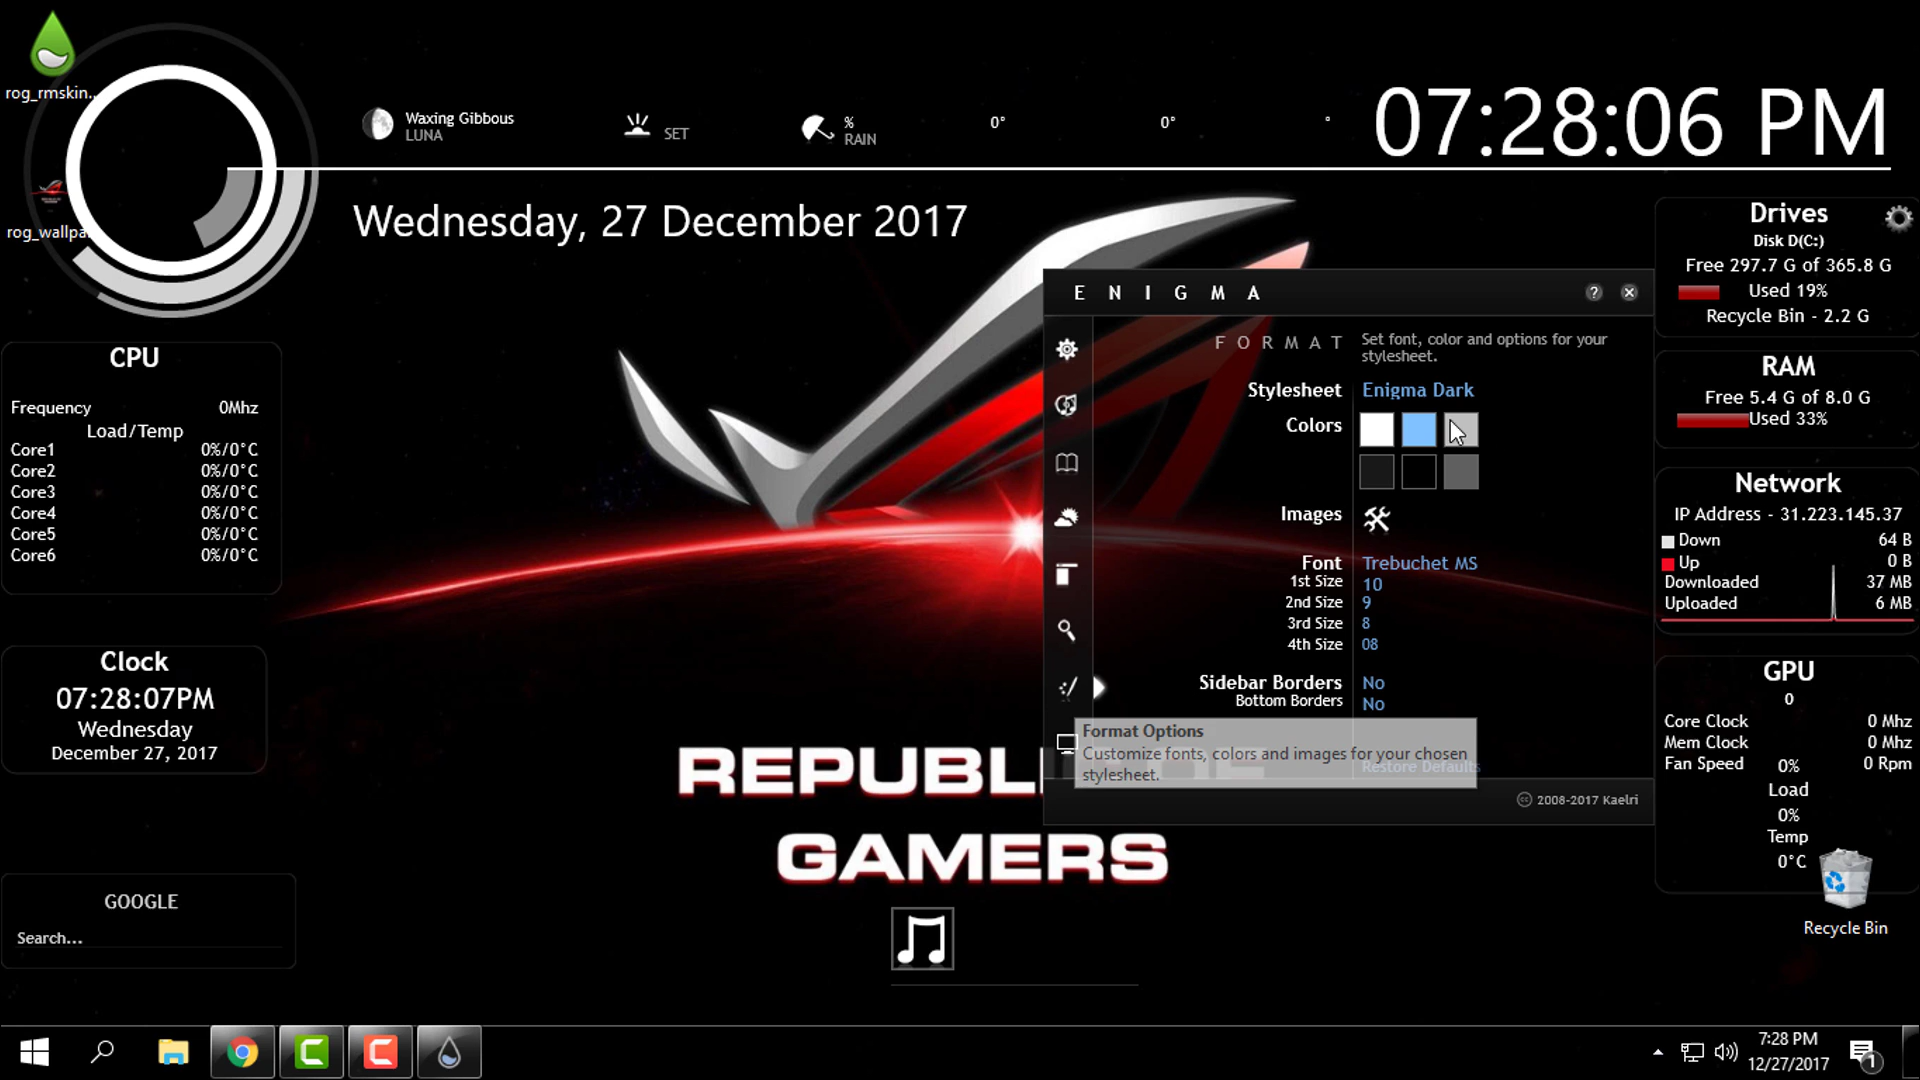 rog_rmskin...
rog_wallpa
Waxing Gibbous
LUNA
SET
%
RAIN
0°
0°
°
07:28:06 PM
Wednesday, 27 December 2017
CPU
Frequency 0Mhz
Load/Temp
Core1 0%/0°C
Core2 0%/0°C
Core3 0%/0°C
Core4 0%/0°C
Core5 0%/0°C
Core6 0%/0°C
Clock
07:28:07PM
Wednesday
December 27, 2017
GOOGLE
Search...
REPUBLI
GAMERS
ENIGMA
?
FORMAT
Set font, color and options for your
stylesheet.
Stylesheet Enigma Dark
Colors
Images
Font Trebuchet MS
1st Size 10
2nd Size 9
3rd Size 8
4th Size 08
Sidebar Borders No
Bottom Borders No
Format Options
Customize fonts, colors and images for your chosen
stylesheet.
Restore Defaults
cc 2008-2017 Kaelri
Drives
Disk D(C:)
Free 297.7 G of 365.8 G
Used 19%
Recycle Bin - 2.2 G
RAM
Free 5.4 G of 8.0 G
Used 33%
Network
IP Address - 31.223.145.37
Down 64 B
Up 0 B
Downloaded 37 MB
Uploaded 6 MB
GPU
0
Core Clock 0 Mhz
Mem Clock 0 Mhz
Fan Speed 0% 0 Rpm
Load
0%
Temp
0°C
Recycle Bin
7:28 PM
12/27/2017
1